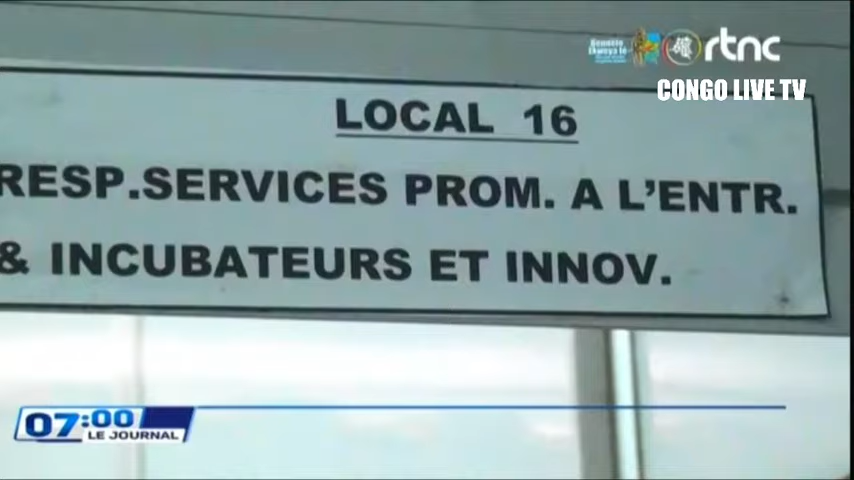 rtnc
CONGO LIVE TV
LOCAL 16
RESP.SERVICES PROM. A L'ENTR.
& INCUBATEURS ET INNOV.
07:00
LE JOURNAL